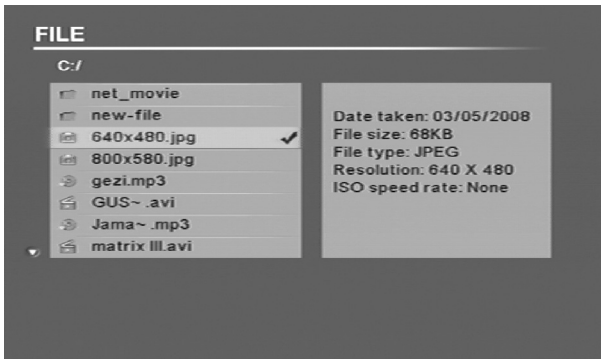 FILE
C:/
net_movie
new-file
640x480.jpg
800x580.jpg
gezi.mp3
GUS~ .avi
Jama~ .mp3
matrix III.avi
Date taken: 03/05/2008
File size: 68KB
File type: JPEG
Resolution: 640 X 480
ISO speed rate: None